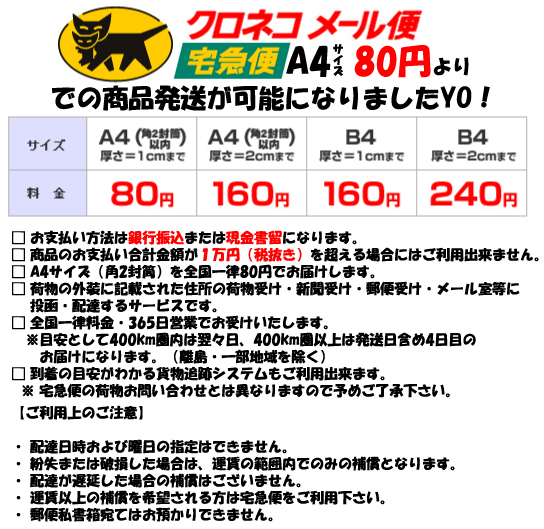 クロネコ メール便
宅急便 A4サイズ 80円より
での商品発送が可能になりましたYO！
サイズ A4（角2封筒）以内 厚さ＝1cmまで A4（角2封筒）以内 厚さ＝2cmまで B4 厚さ＝1cmまで B4 厚さ＝2cmまで
料金 80円 160円 160円 240円
□ お支払い方法は銀行振込または現金書留になります。
□ 商品のお支払い合計金額が１万円（税抜き）を超える場合にはご利用出来ません。
□ A4サイズ（角2封筒）を全国一律80円でお届けします。
□ 荷物の外装に記載された住所の荷物受け・新聞受け・郵便受け・メール室等に
投函・配達するサービスです。
□ 全国一律料金・365日営業でお受けいたします。
※目安として400km圏内は翌々日、400km圏以上は発送日含め4日目の
お届けになります。（離島・一部地域を除く）
□ 到着の目安がわかる貨物追跡システムもご利用出来ます。
※ 宅急便の荷物お問い合わせとは異なりますので予めご了承下さい。
【ご利用上のご注意】
・ 配達日時および曜日の指定はできません。
・ 紛失または破損した場合は、運賃の範囲内でのみの補償となります。
・ 配達が遅延した場合の補償はございません。
・ 運賃以上の補償を希望される方は宅急便をご利用下さい。
・ 郵便私書箱宛てはお預かりできません。